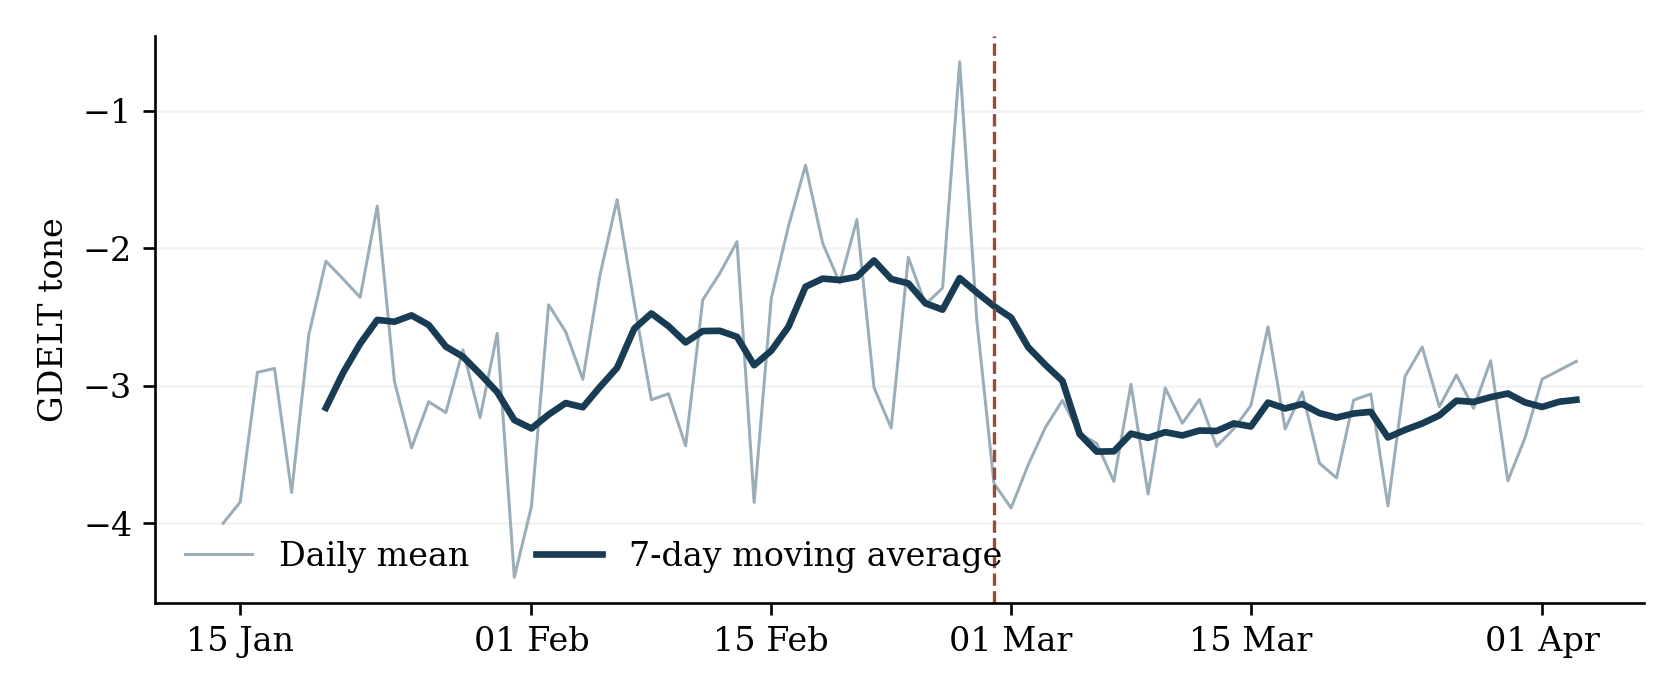 GDELT tone
−1
−2
−3
−4
Daily mean
7-day moving average
15 Jan
01 Feb
15 Feb
01 Mar
15 Mar
01 Apr